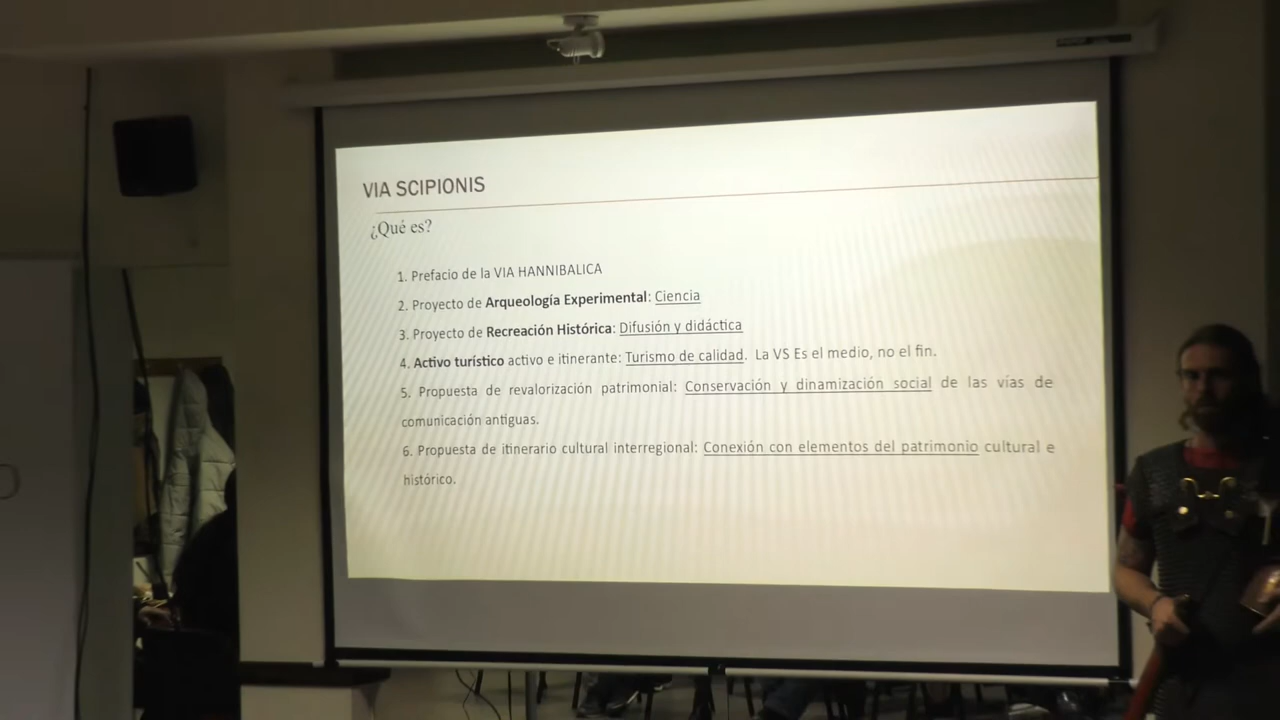 VIA SCIPIONIS
¿Qué es?
1. Prefacio de la VIA HANNIBALICA
2. Proyecto de Arqueología Experimental: Ciencia
3. Proyecto de Recreación Histórica: Difusión y didáctica
4. Activo turístico activo e itinerante: Turismo de calidad. La VS Es el medio, no el fin.
5. Propuesta de revalorización patrimonial: Conservación y dinamización social de las vías de
comunicación antiguas.
6. Propuesta de itinerario cultural interregional: Conexión con elementos del patrimonio cultural e
histórico.